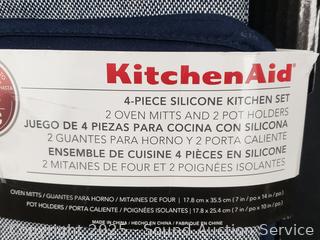 KitchenAid®
4-PIECE SILICONE KITCHEN SET
2 OVEN MITTS AND 2 POT HOLDERS
JUEGO DE 4 PIEZAS PARA COCINA CON SILICONA
2 GUANTES PARA HORNO Y 2 PORTA CALIENTE
ENSEMBLE DE CUISINE 4 PIÈCES EN SILICONE
2 MITAINES DE FOUR ET 2 POIGNÉES ISOLANTES
OVEN MITTS / GUANTES PARA HORNO / MITAINES DE FOUR | 17.8 cm x 35.5 cm (7 in/po x 14 in/po)
POT HOLDERS / PORTA CALIENTE / POIGNÉES ISOLANTES | 17.8 x 25.4 cm (7 in/po x 10 in/po)
MADE IN CHINA / HECHO EN CHINA / FABRIQUÉ EN CHINE
Auction Service